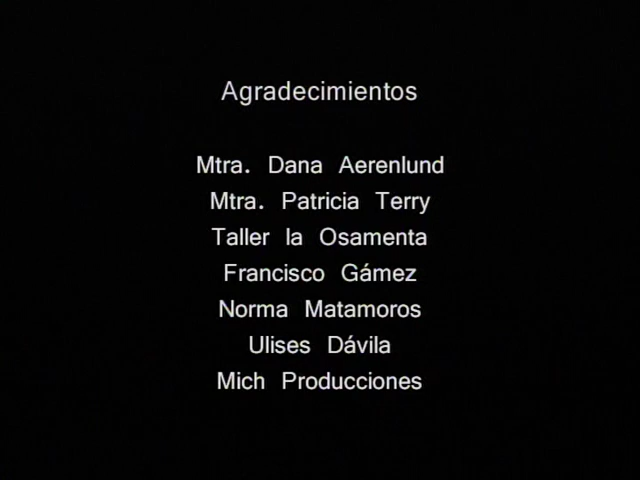 Agradecimientos
Mtra. Dana Aerenlund
Mtra. Patricia Terry
Taller la Osamenta
Francisco Gámez
Norma Matamoros
Ulises Dávila
Mich Producciones